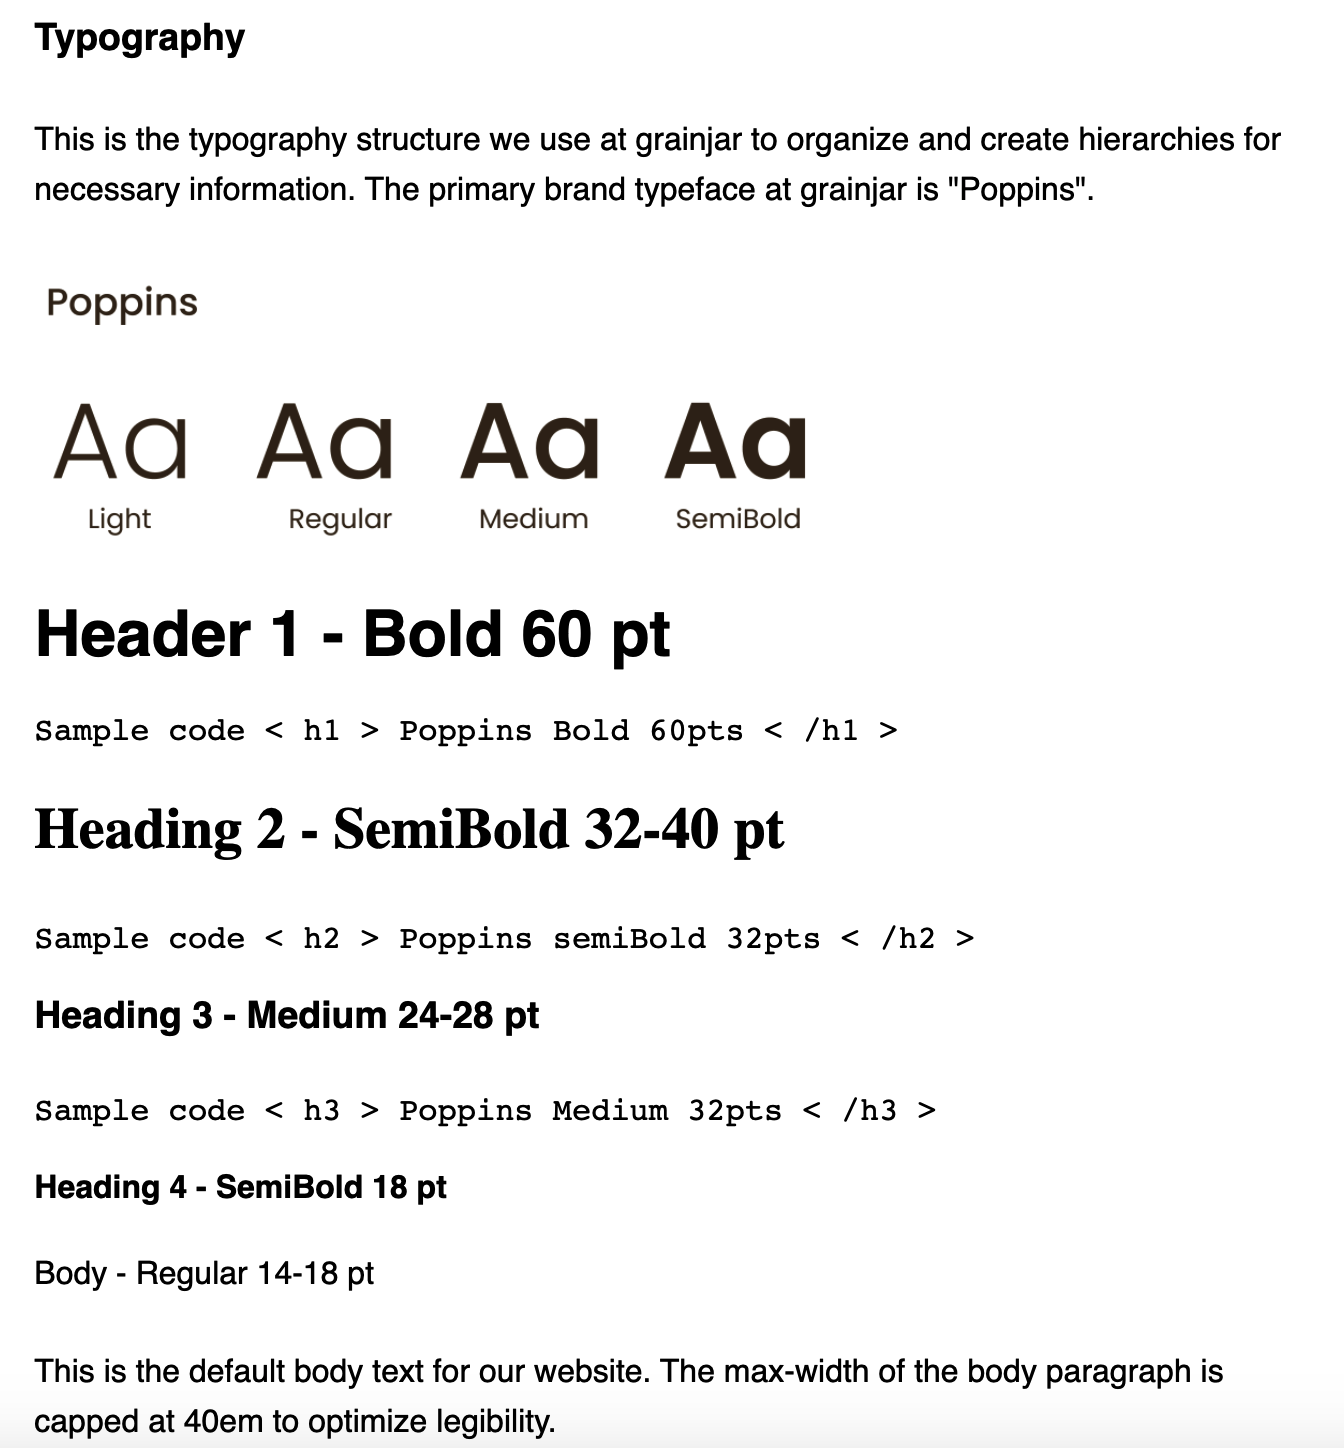 Typography
This is the typography structure we use at grainjar to organize and create hierarchies for
necessary information. The primary brand typeface at grainjar is "Poppins".
Poppins
Aa Aa Aa Aa
Light Regular Medium SemiBold
Header 1 - Bold 60 pt
Sample code < h1 > Poppins Bold 60pts < /h1 >
Heading 2 - SemiBold 32-40 pt
Sample code < h2 > Poppins semiBold 32pts < /h2 >
Heading 3 - Medium 24-28 pt
Sample code < h3 > Poppins Medium 32pts < /h3 >
Heading 4 - SemiBold 18 pt
Body - Regular 14-18 pt
This is the default body text for our website. The max-width of the body paragraph is
capped at 40em to optimize legibility.